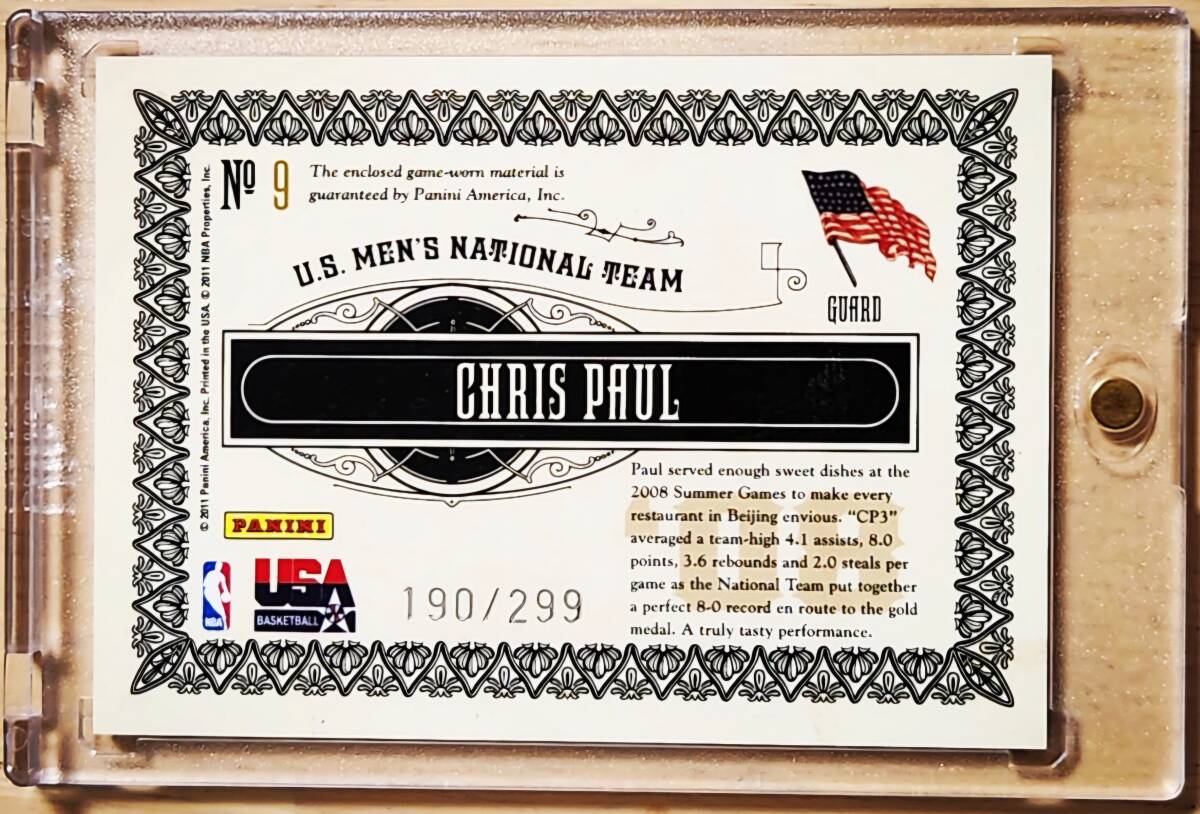 Nº 9
The enclosed game-worn material is
guaranteed by Panini America, Inc.
U.S. MEN'S NATIONAL TEAM
GUARD
CHRIS PAUL
Paul served enough sweet dishes at the
2008 Summer Games to make every
restaurant in Beijing envious. "CP3"
averaged a team-high 4.1 assists, 8.0
points, 3.6 rebounds and 2.0 steals per
game as the National Team put together
a perfect 8-0 record en route to the gold
medal. A truly tasty performance.
© 2011 Panini America, Inc. Printed in the USA. © 2011 NBA Properties, Inc.
PANINI
NBA
USA
BASKETBALL
190/299